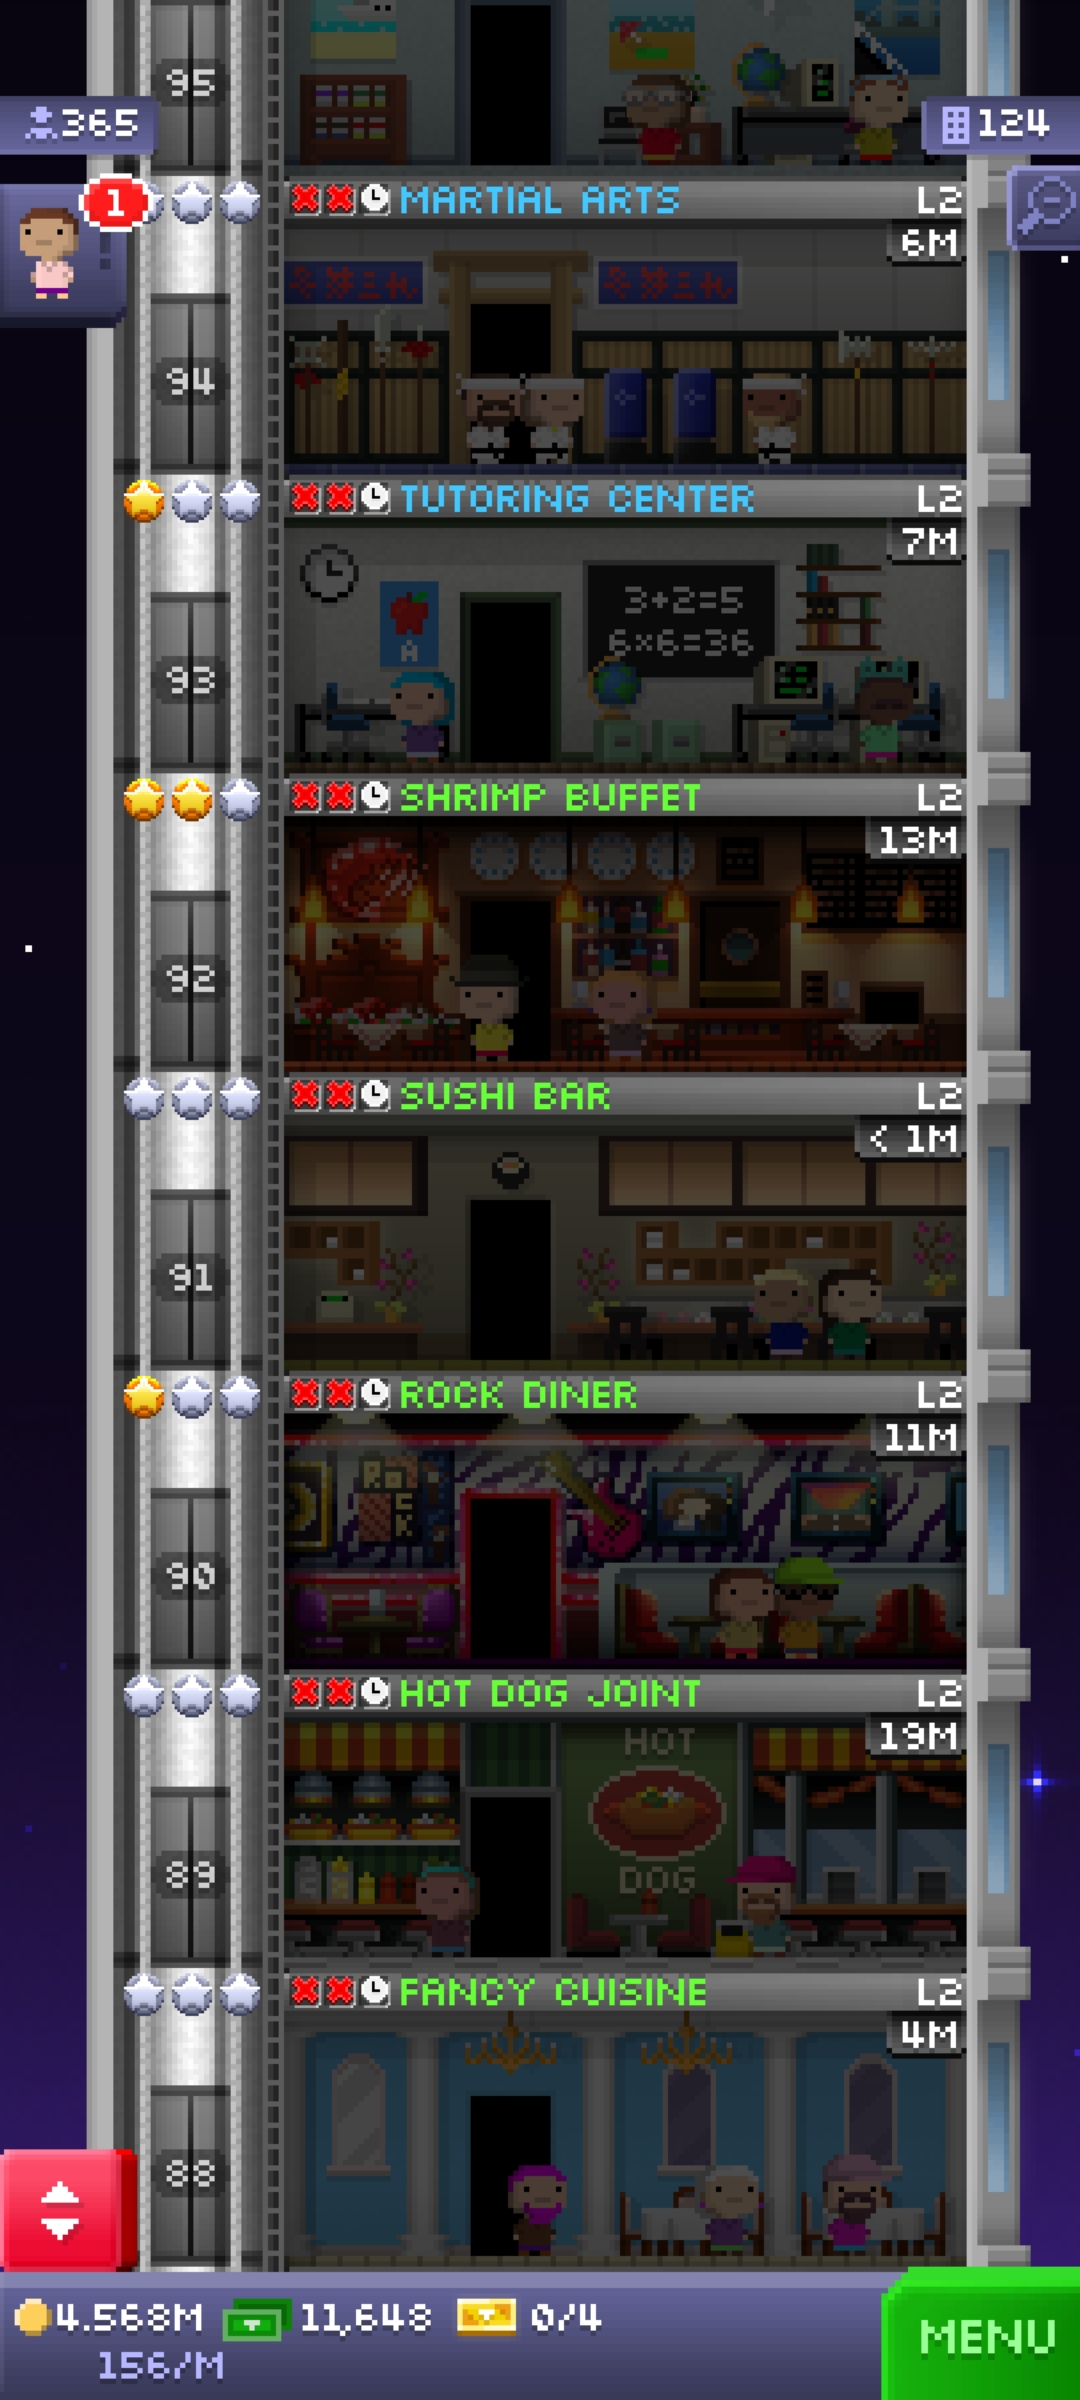 95
365
124
1
MARTIAL ARTS L2
6M
94
TUTORING CENTER L2
7M
3+2=5
6×6=36
A
93
SHRIMP BUFFET L2
13M
92
SUSHI BAR L2
< 1M
91
ROCK DINER L2
11M
ROCK
90
HOT DOG JOINT L2
19M
HOT
DOG
89
FANCY CUISINE L2
4M
88
4.568M 11,648 0/4
156/M
MENU